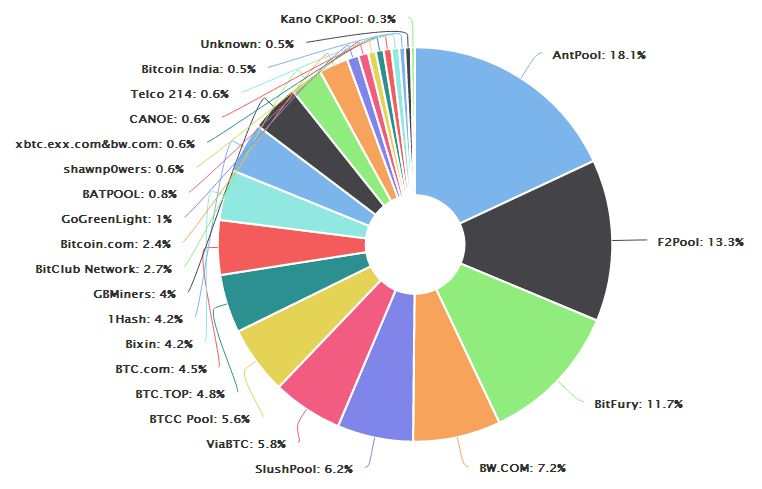 Kano CKPool: 0.3%
Unknown: 0.5%
Bitcoin India: 0.5%
Telco 214: 0.6%
CANOE: 0.6%
xbtc.exx.com&bw.com: 0.6%
shawnp0wers: 0.6%
BATPOOL: 0.8%
GoGreenLight: 1%
Bitcoin.com: 2.4%
BitClub Network: 2.7%
GBMiners: 4%
1Hash: 4.2%
Bixin: 4.2%
BTC.com: 4.5%
BTC.TOP: 4.8%
BTCC Pool: 5.6%
ViaBTC: 5.8%
SlushPool: 6.2%
AntPool: 18.1%
F2Pool: 13.3%
BitFury: 11.7%
BW.COM: 7.2%